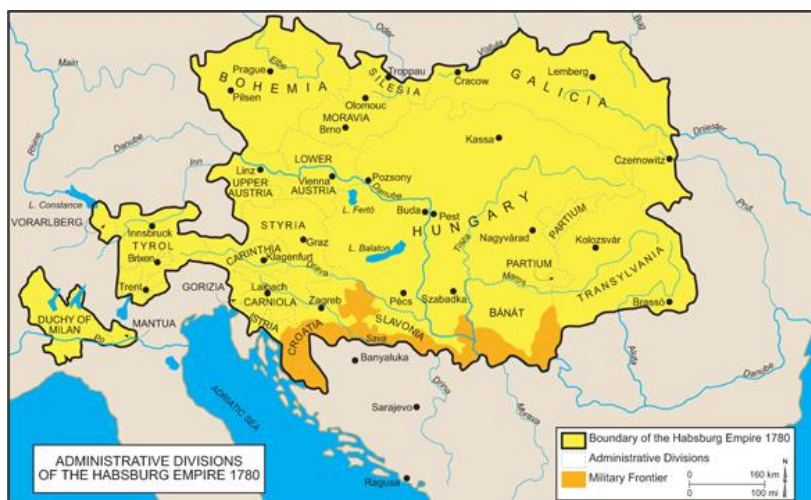 Oder
Vistula
Bug
Main
Elbe
Prague
BOHEMIA
Pilsen
SILESIA
Troppau
Cracow
GALICIA
Lemberg
Olomouc
MORAVIA
Brno
Kassa
Dniester
Czernowitz
Rhine
Danube
Inn
Linz
UPPER
AUSTRIA
LOWER
AUSTRIA
Vienna
Pozsony
Danube
L. Fertő
Buda
Pest
HUNGARY
Tisza
Nagyvárad
PARTIUM
Kolozsvár
PARTIUM
TRANSYLVANIA
Maros
Prut
L. Constance
VORARLBERG
Innsbruck
TYROL
Brixen
Trent
STYRIA
Graz
CARINTHIA
Klagenfurt
L. Balaton
Drava
Laibach
CARNIOLA
GORIZIA
ISTRIA
Zagreb
Pécs
Szabadka
BÁNÁT
Brassó
DUCHY OF
MILAN
MANTUA
Po
CROATIA
SLAVONIA
Sava
Banyaluka
Drina
Morava
Aluta
Danube
Sarajevo
ADRIATIC SEA
Ragusa
ADMINISTRATIVE DIVISIONS
OF THE HABSBURG EMPIRE 1780
Boundary of the Habsburg Empire 1780
Administrative Divisions
Military Frontier
0 160 km
0 100 mi
N